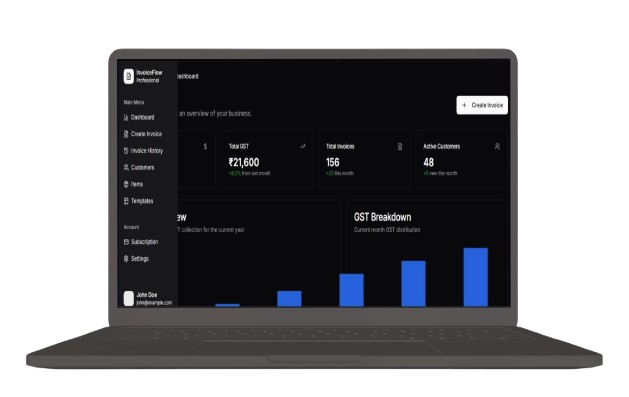 InvoiceFlow
Professional
Main Menu
Dashboard
Create Invoice
Invoice History
Customers
Items
Templates
Account
Subscription
Settings
John Doe
john@example.com
ashboard
an overview of your business.
+ Create Invoice
$
Total GST
₹21,600
+8.2% from last month
Total Invoices
156
+23 this month
Active Customers
48
new this month
ew
collection for the current year
GST Breakdown
Current month GST distribution